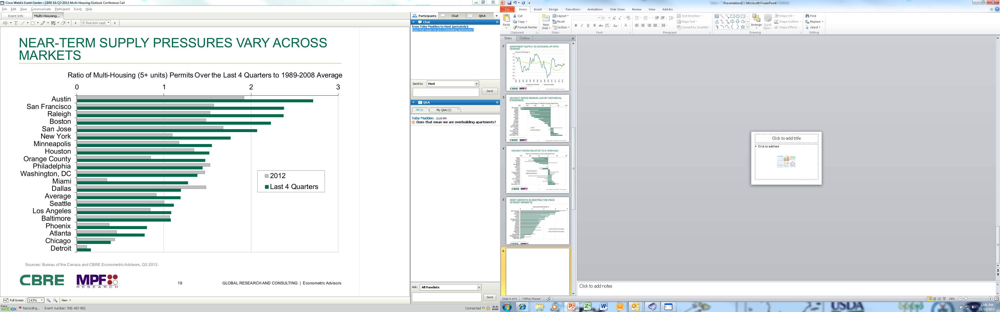 Cisco WebEx Event Center - CBRE EA Q3 2013 Multi-Housing Outlook Conference Call
File Edit View Communicate Participant Event Help
Event Info Multi-Housing...
19: Near-term suppl
NEAR-TERM SUPPLY PRESSURES VARY ACROSS
MARKETS
Ratio of Multi-Housing (5+ units) Permits Over the Last 4 Quarters to 1989-2008 Average
0 1 2 3
Austin
San Francisco
Raleigh
Boston
San Jose
New York
Minneapolis
Houston
Orange County
Philadelphia
Washington, DC
Miami
Dallas
Average
Seattle
Los Angeles
Baltimore
Phoenix
Atlanta
Chicago
Detroit
2012
Last 4 Quarters
Sources: Bureau of the Census and CBRE Econometric Advisors, Q3 2013.
CBRE MPF
RESEARCH
19 GLOBAL RESEARCH AND CONSULTING | Econometric Advisors
Full Screen 143% View
Cisco
webex Recording... Event number: 596 483 982
Connected
cisco
Participants Chat Q&A
Chat
from Toby Madden to Host (privately):
Does that mean we are overbuilding apartments?
Send to: Host
Send
Q&A
All (1) My Q&A (1)
Toby Madden - 12:29 PM
Q: Does that mean we are overbuilding apartments?
Ask: All Panelists
Send
Presentation1 - Microsoft PowerPoint
File Home Insert Design Transitions Animations Slide Show Review View Add-Ins
Paste
Cut
Copy
Format Painter
Clipboard
New
Slide
Layout
Reset
Section
Slides
32
Font
Text Direction
Align Text
Convert to SmartArt
Paragraph
Arrange
Quick
Styles
Shape Fill
Shape Outline
Shape Effects
Drawing
Find
Replace
Select
Editing
Slides Outline
2
APARTMENT SUPPLY IS CATCHING UP WITH
DEMAND
CBRE MPF
3
VACANCY RATES REMAIN LOW BY HISTORICAL
STANDARDS
CBRE MPF
4
VACANCY RATES RELATIVE TO A YEAR AGO
CBRE MPF
5
RENT GROWTH IS KEEPING THE PACE
IN MOST MARKETS
6
Click to add title
Click to add text
Click to add notes
Slide 6 of 6 "Office Theme"
28%
USDA
12:41 PM
11/14/2013